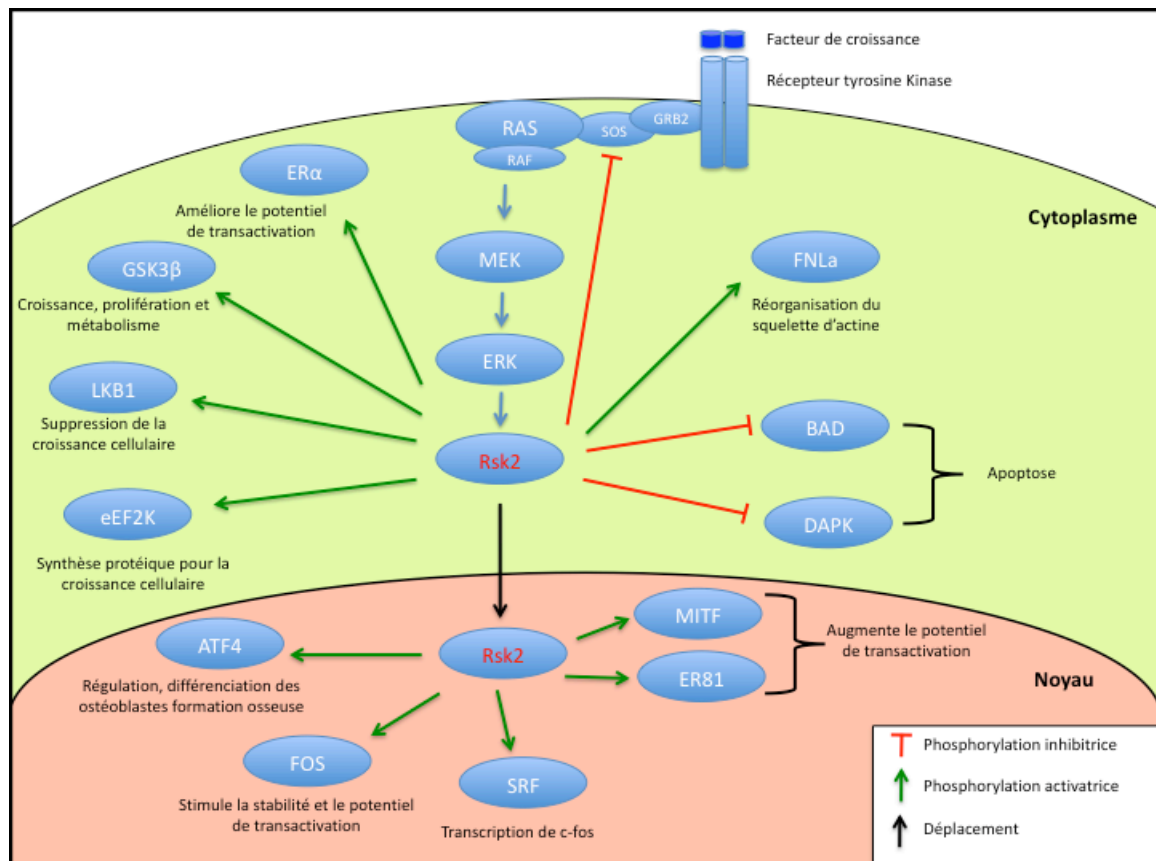 Facteur de croissance
Récepteur tyrosine Kinase
RAS
SOS
GRB2
RAF
ERα
Améliore le potentiel
de transactivation
Cytoplasme
MEK
FNLa
Réorganisation du
squelette d'actine
GSK3β
Croissance, prolifération et
métabolisme
ERK
LKB1
Suppression de la
croissance cellulaire
Rsk2
BAD
Apoptose
DAPK
eEF2K
Synthèse protéique pour la
croissance cellulaire
MITF
Augmente le potentiel
de transactivation
ER81
Noyau
ATF4
Rsk2
Régulation, différenciation des
ostéoblastes formation osseuse
FOS
Stimule la stabilité et le potentiel
de transactivation
SRF
Transcription de c-fos
Phosphorylation inhibitrice
Phosphorylation activatrice
Déplacement